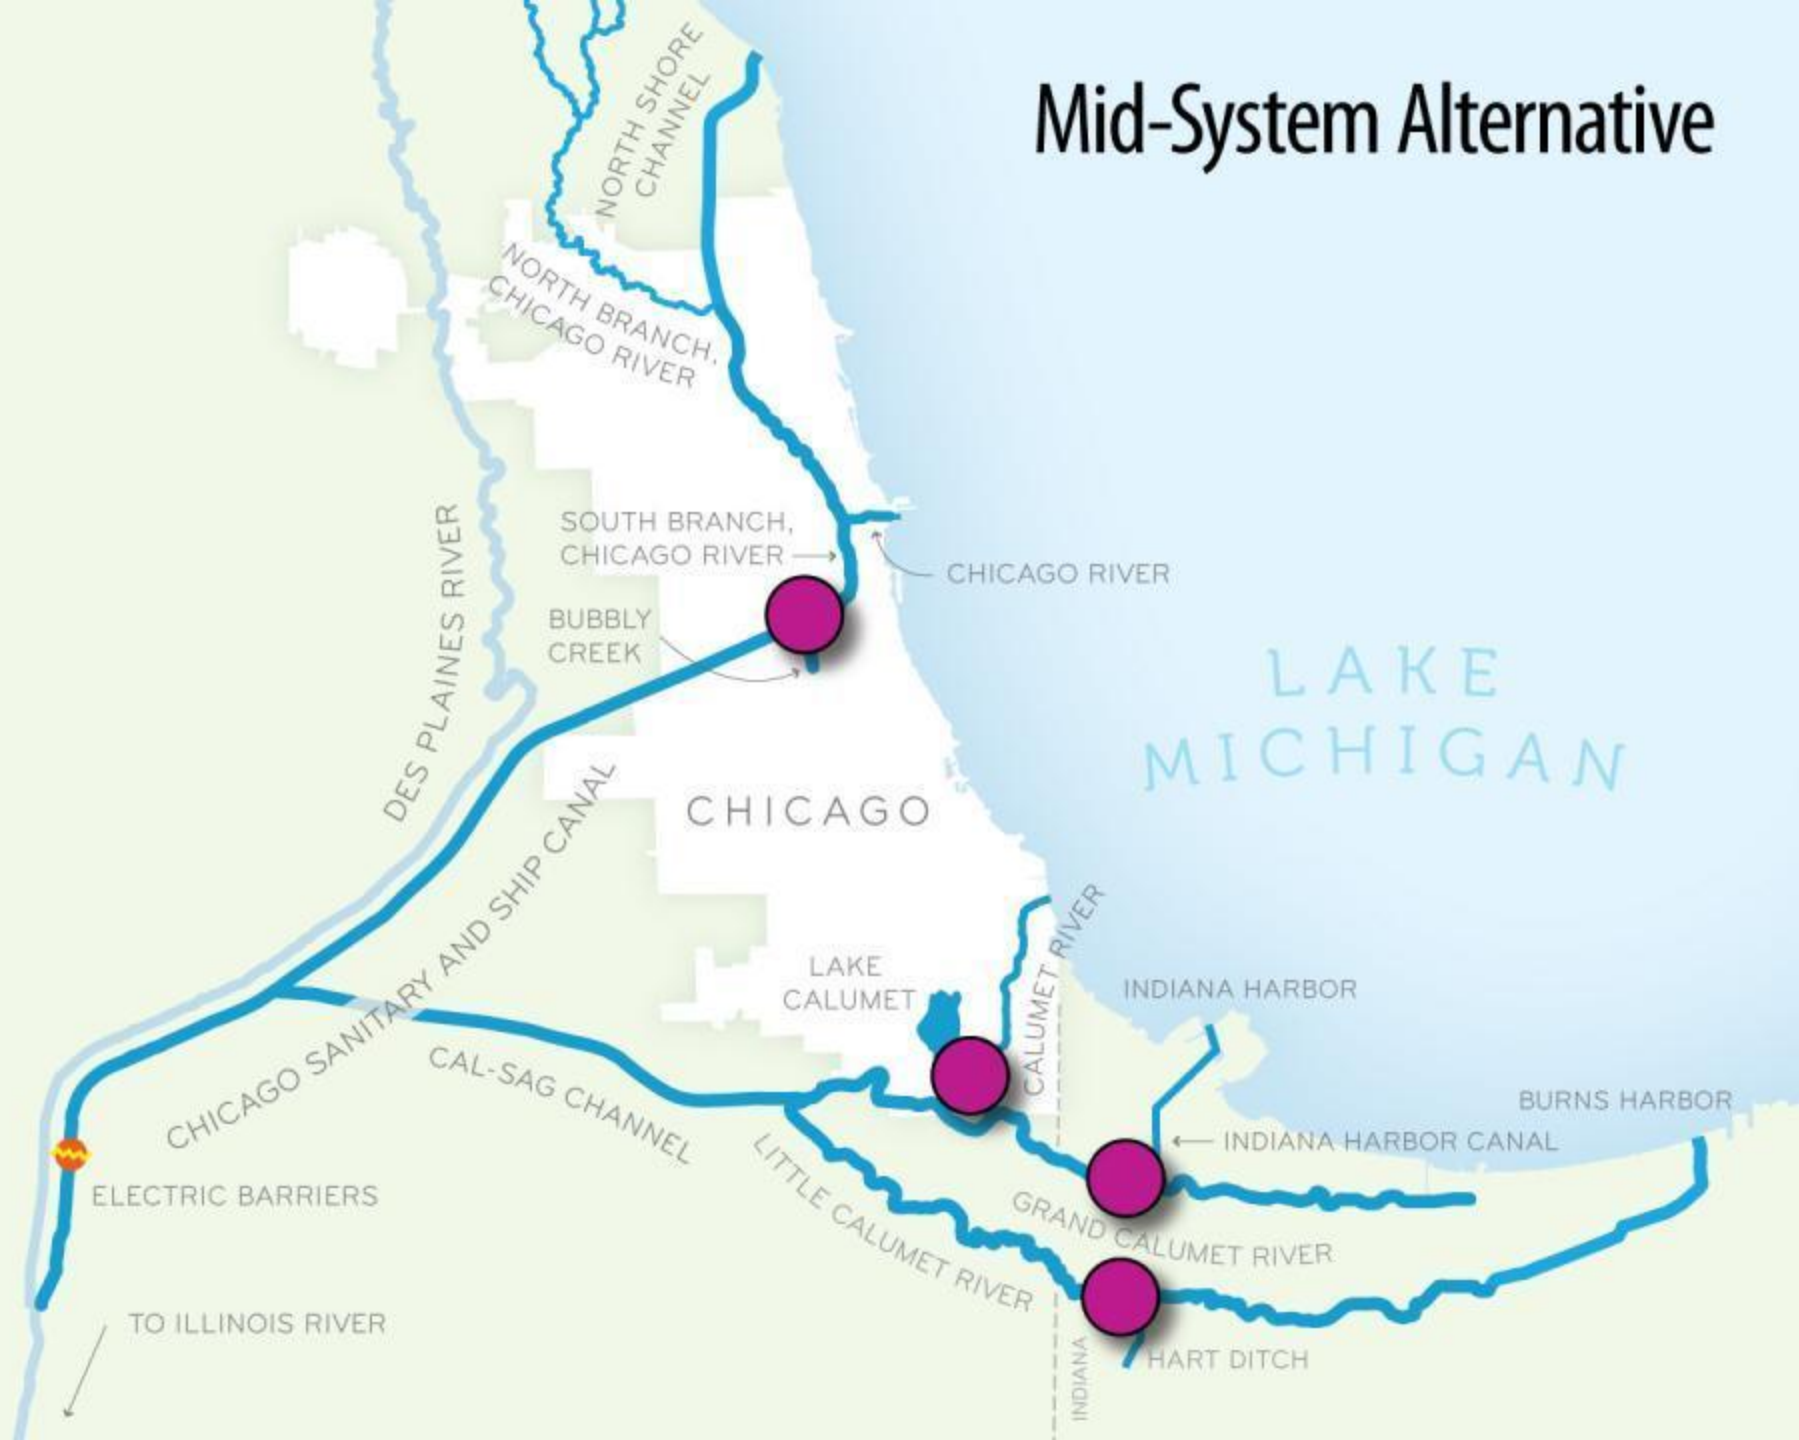 Mid-System Alternative
NORTH SHORE
CHANNEL
NORTH BRANCH,
CHICAGO RIVER
SOUTH BRANCH,
CHICAGO RIVER
CHICAGO RIVER
BUBBLY
CREEK
DES PLAINES RIVER
LAKE
MICHIGAN
CHICAGO
CHICAGO SANITARY AND SHIP CANAL
LAKE
CALUMET
CALUMET RIVER
INDIANA HARBOR
CAL-SAG CHANNEL
BURNS HARBOR
INDIANA HARBOR CANAL
ELECTRIC BARRIERS
LITTLE CALUMET RIVER
GRAND CALUMET RIVER
TO ILLINOIS RIVER
HART DITCH
INDIANA